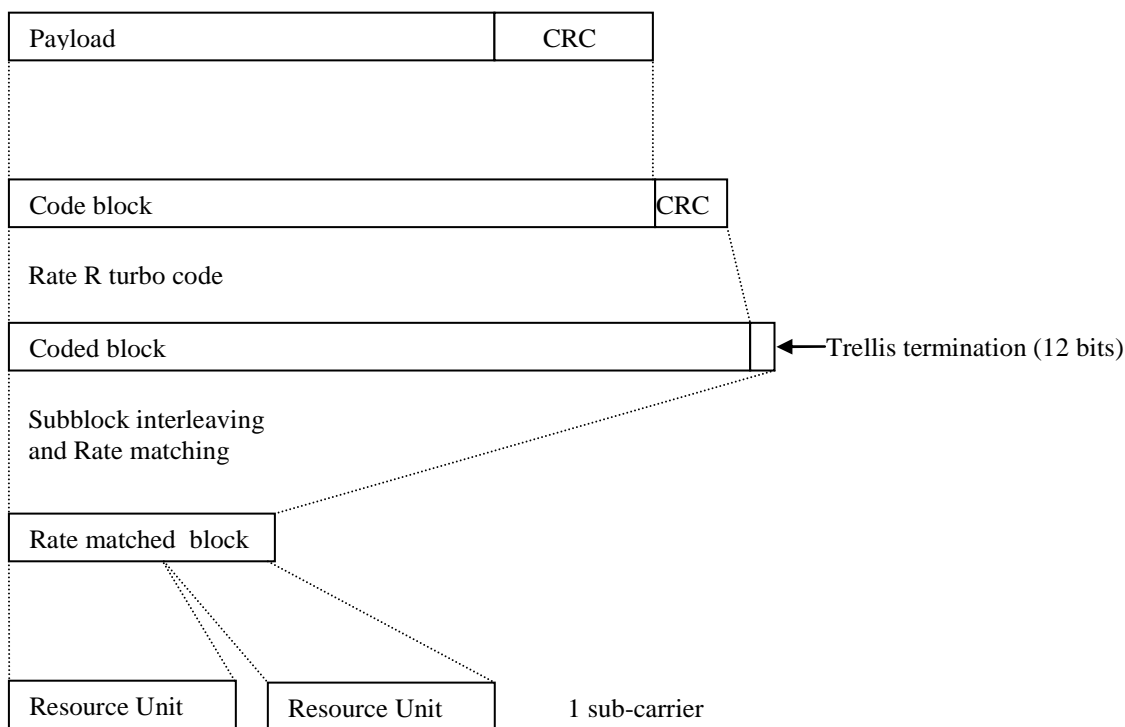 Payload
CRC
Code block
CRC
Rate R turbo code
Coded block
Trellis termination (12 bits)
Subblock interleaving
and Rate matching
Rate matched block
Resource Unit
Resource Unit
1 sub-carrier